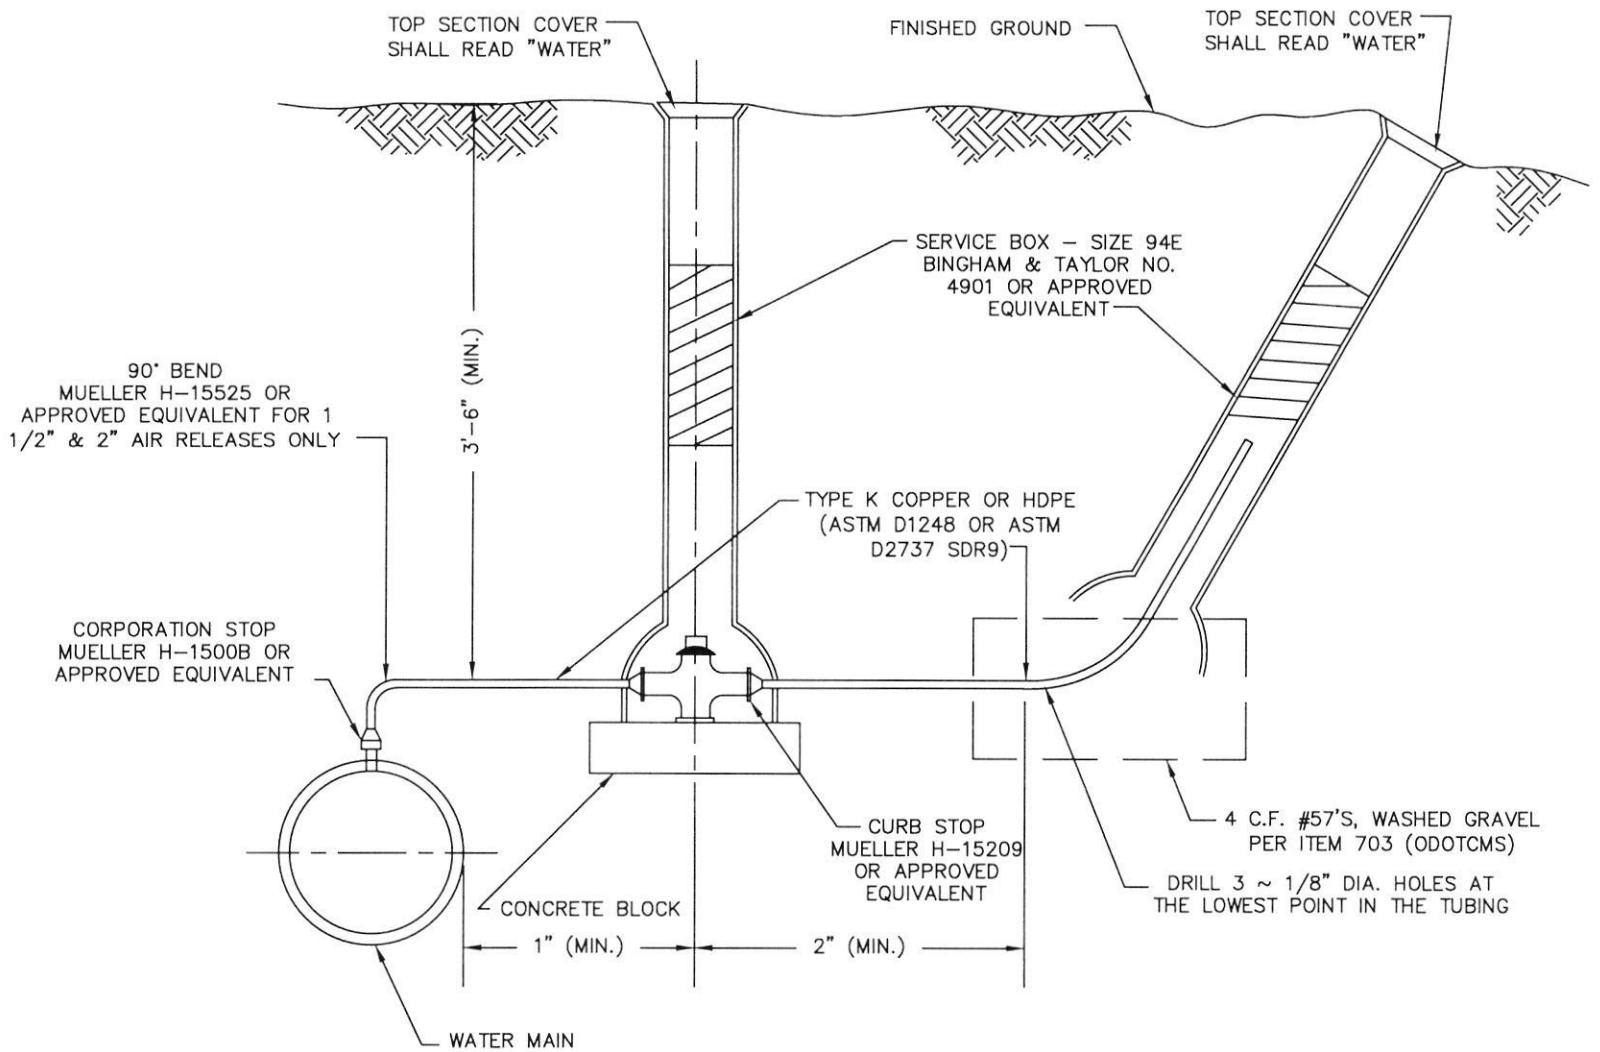 TOP SECTION COVER
SHALL READ "WATER"
FINISHED GROUND
TOP SECTION COVER
SHALL READ "WATER"
SERVICE BOX – SIZE 94E
BINGHAM & TAYLOR NO.
4901 OR APPROVED
EQUIVALENT
3'-6" (MIN.)
90° BEND
MUELLER H-15525 OR
APPROVED EQUIVALENT FOR 1
1/2" & 2" AIR RELEASES ONLY
TYPE K COPPER OR HDPE
(ASTM D1248 OR ASTM
D2737 SDR9)
CORPORATION STOP
MUELLER H-1500B OR
APPROVED EQUIVALENT
4 C.F. #57'S, WASHED GRAVEL
PER ITEM 703 (ODOTCMS)
CURB STOP
MUELLER H-15209
OR APPROVED
EQUIVALENT
DRILL 3 ~ 1/8" DIA. HOLES AT
THE LOWEST POINT IN THE TUBING
CONCRETE BLOCK
1" (MIN.)
2" (MIN.)
WATER MAIN